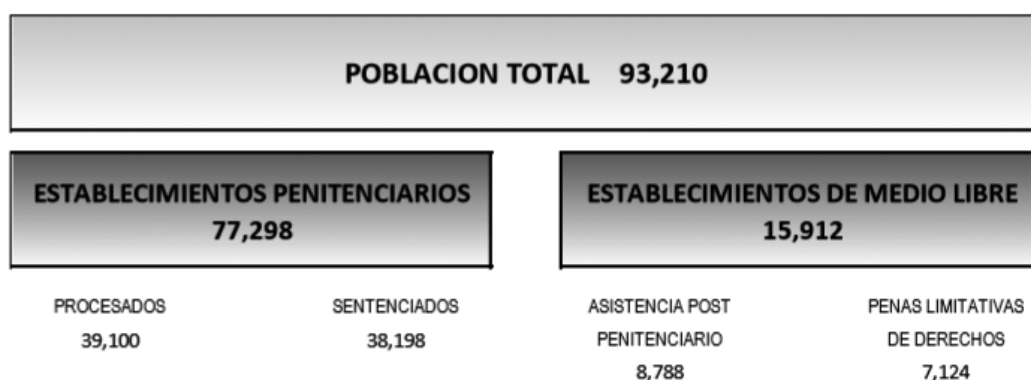 POBLACION TOTAL 93,210
ESTABLECIMIENTOS PENITENCIARIOS
77,298
ESTABLECIMIENTOS DE MEDIO LIBRE
15,912
PROCESADOS
39,100
SENTENCIADOS
38,198
ASISTENCIA POST
PENITENCIARIO
8,788
PENAS LIMITATIVAS
DE DERECHOS
7,124